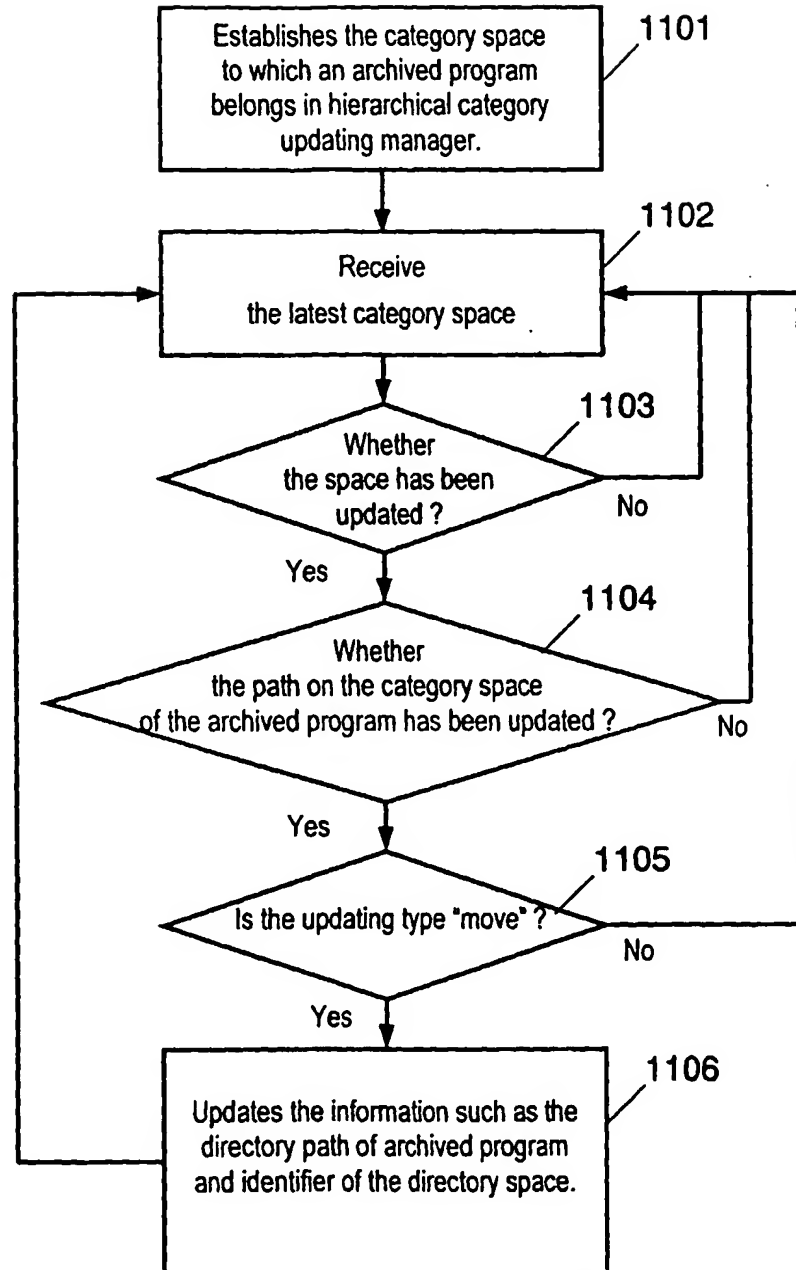 Establishes the category space
to which an archived program
belongs in hierarchical category
updating manager.
1101
1102
Receive
the latest category space
1103
Whether
the space has been
updated ?
No
Yes
1104
Whether
the path on the category space
of the archived program has been updated ?
No
Yes
1105
Is the updating type "move" ?
No
Yes
1106
Updates the information such as the
directory path of archived program
and identifier of the directory space.